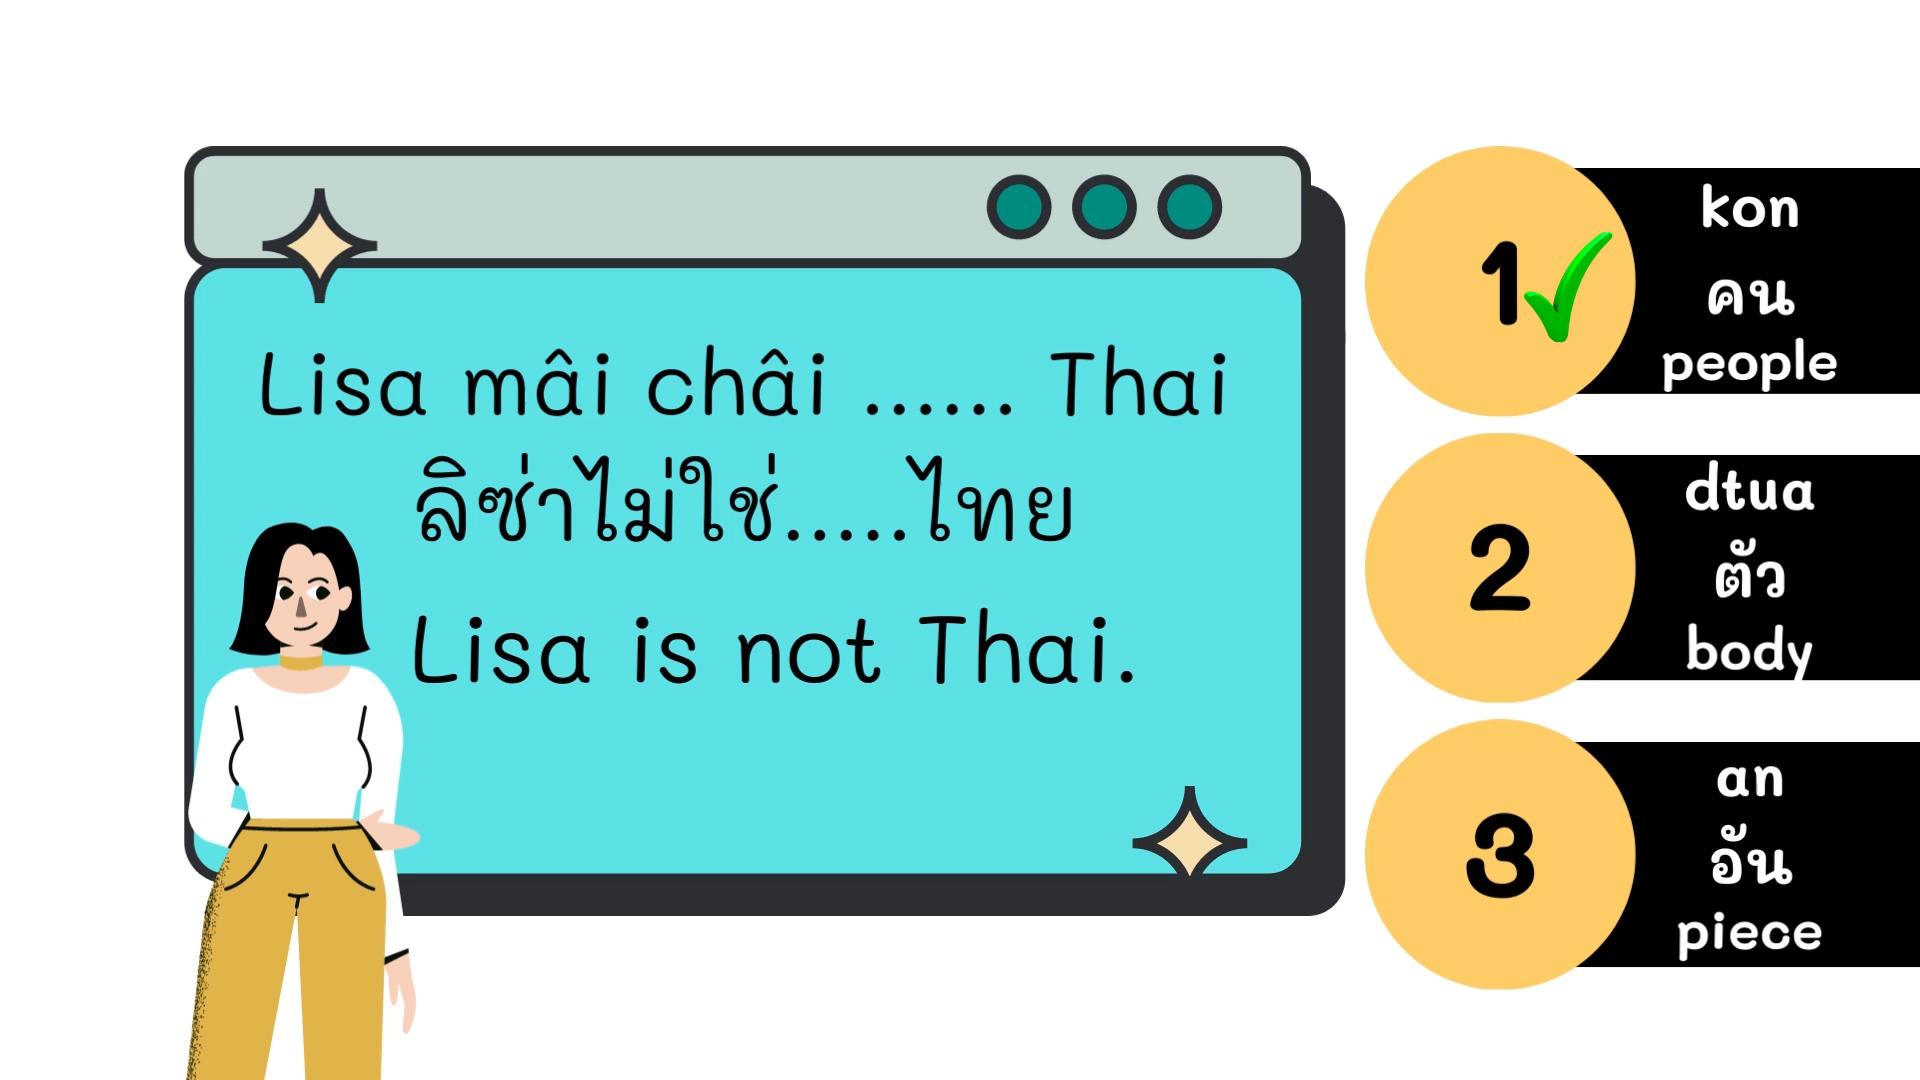 Lisa mâi châi ...... Thai
ลิซ่าไม่ใช่.....ไทย
Lisa is not Thai.
1
kon
คน
people
2
dtua
ตัว
body
3
an
อัน
piece